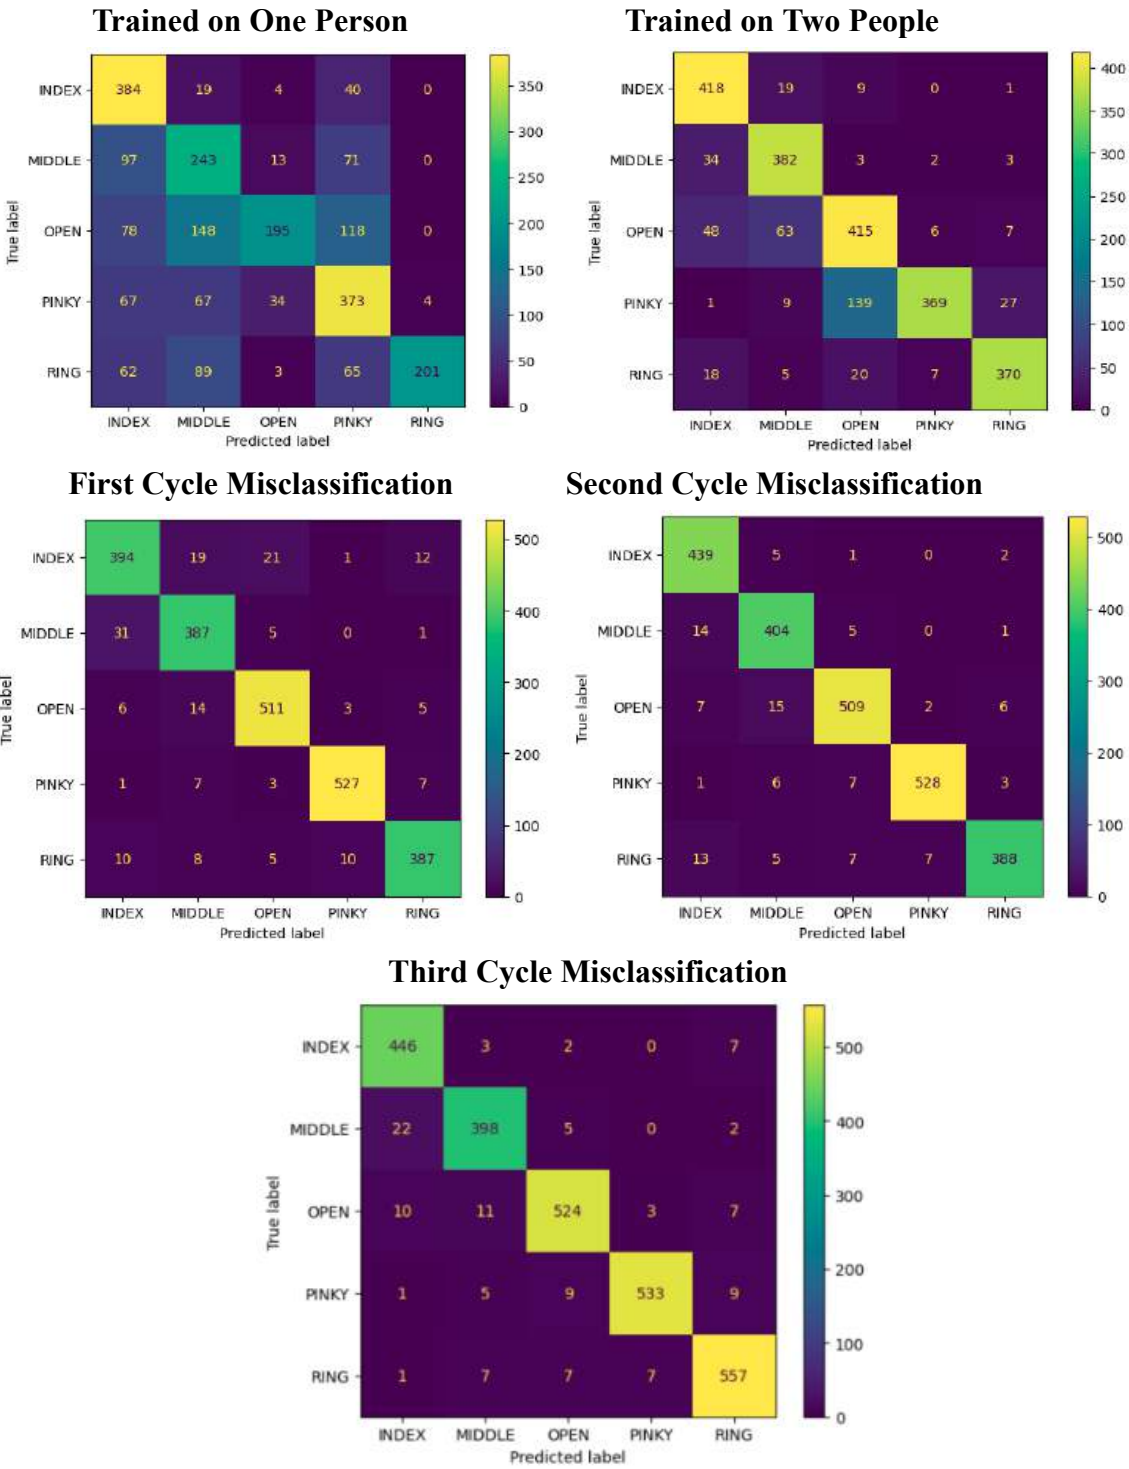 Trained on One Person
INDEX 384 19 4 40 0
MIDDLE 97 243 13 71 0
OPEN 78 148 195 118 0
PINKY 67 67 34 373 4
RING 62 89 3 65 201
INDEX MIDDLE OPEN PINKY RING
Predicted label
True label
350
300
250
200
150
100
50
0
Trained on Two People
INDEX 418 19 9 0 1
MIDDLE 34 382 3 2 3
OPEN 48 63 415 6 7
PINKY 1 9 139 369 27
RING 18 5 20 7 370
INDEX MIDDLE OPEN PINKY RING
Predicted label
True label
400
350
300
250
200
150
100
50
0
First Cycle Misclassification
INDEX 394 19 21 1 12
MIDDLE 31 387 5 0 1
OPEN 6 14 511 3 5
PINKY 1 7 3 527 7
RING 10 8 5 10 387
INDEX MIDDLE OPEN PINKY RING
Predicted label
True label
500
400
300
200
100
0
Second Cycle Misclassification
INDEX 439 5 1 0 2
MIDDLE 14 404 5 0 1
OPEN 7 15 509 2 6
PINKY 1 6 7 528 3
RING 13 5 7 7 388
INDEX MIDDLE OPEN PINKY RING
Predicted label
True label
500
400
300
200
100
0
Third Cycle Misclassification
INDEX 446 3 2 0 7
MIDDLE 22 398 5 0 2
OPEN 10 11 524 3 7
PINKY 1 5 9 533 9
RING 1 7 7 7 557
INDEX MIDDLE OPEN PINKY RING
Predicted label
True label
500
400
300
200
100
0